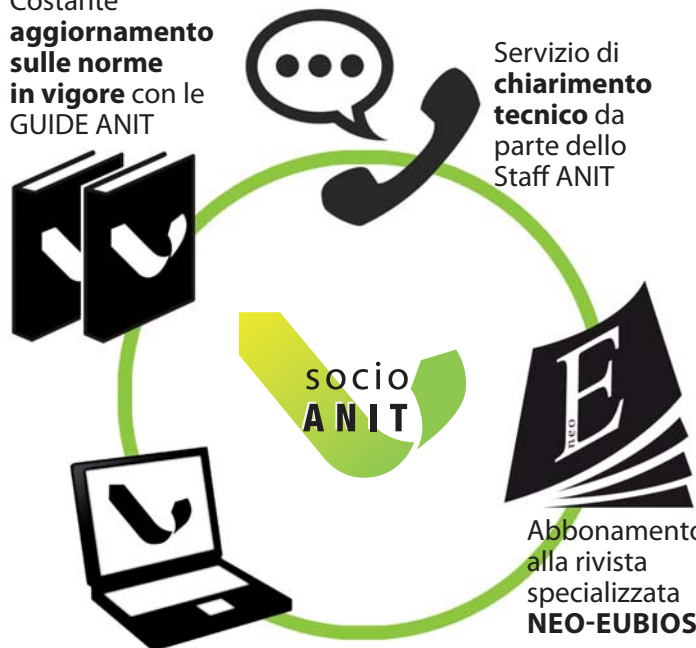 Costante
aggiornamento
sulle norme
in vigore con le
GUIDE ANIT
Servizio di
chiarimento
tecnico da
parte dello
Staff ANIT
socio
ANIT
neo
E
Abbonamento
alla rivista
specializzata
NEO-EUBIOS